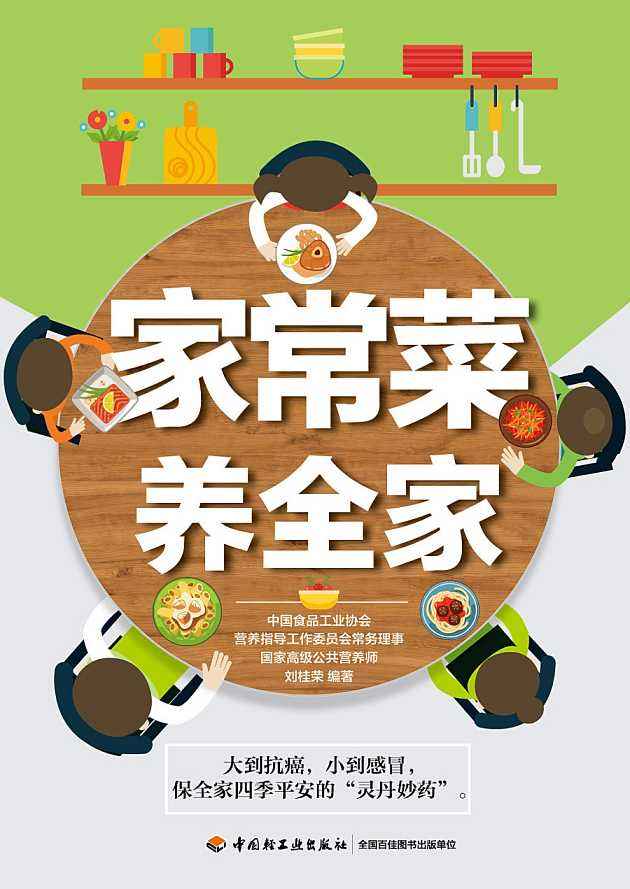 家常菜
养全家
中国食品工业协会
营养指导工作委员会常务理事
国家高级公共营养师
刘桂荣 编著
大到抗癌，小到感冒，
保全家四季平安的“灵丹妙药”。
中国轻工业出版社 | 全国百佳图书出版单位